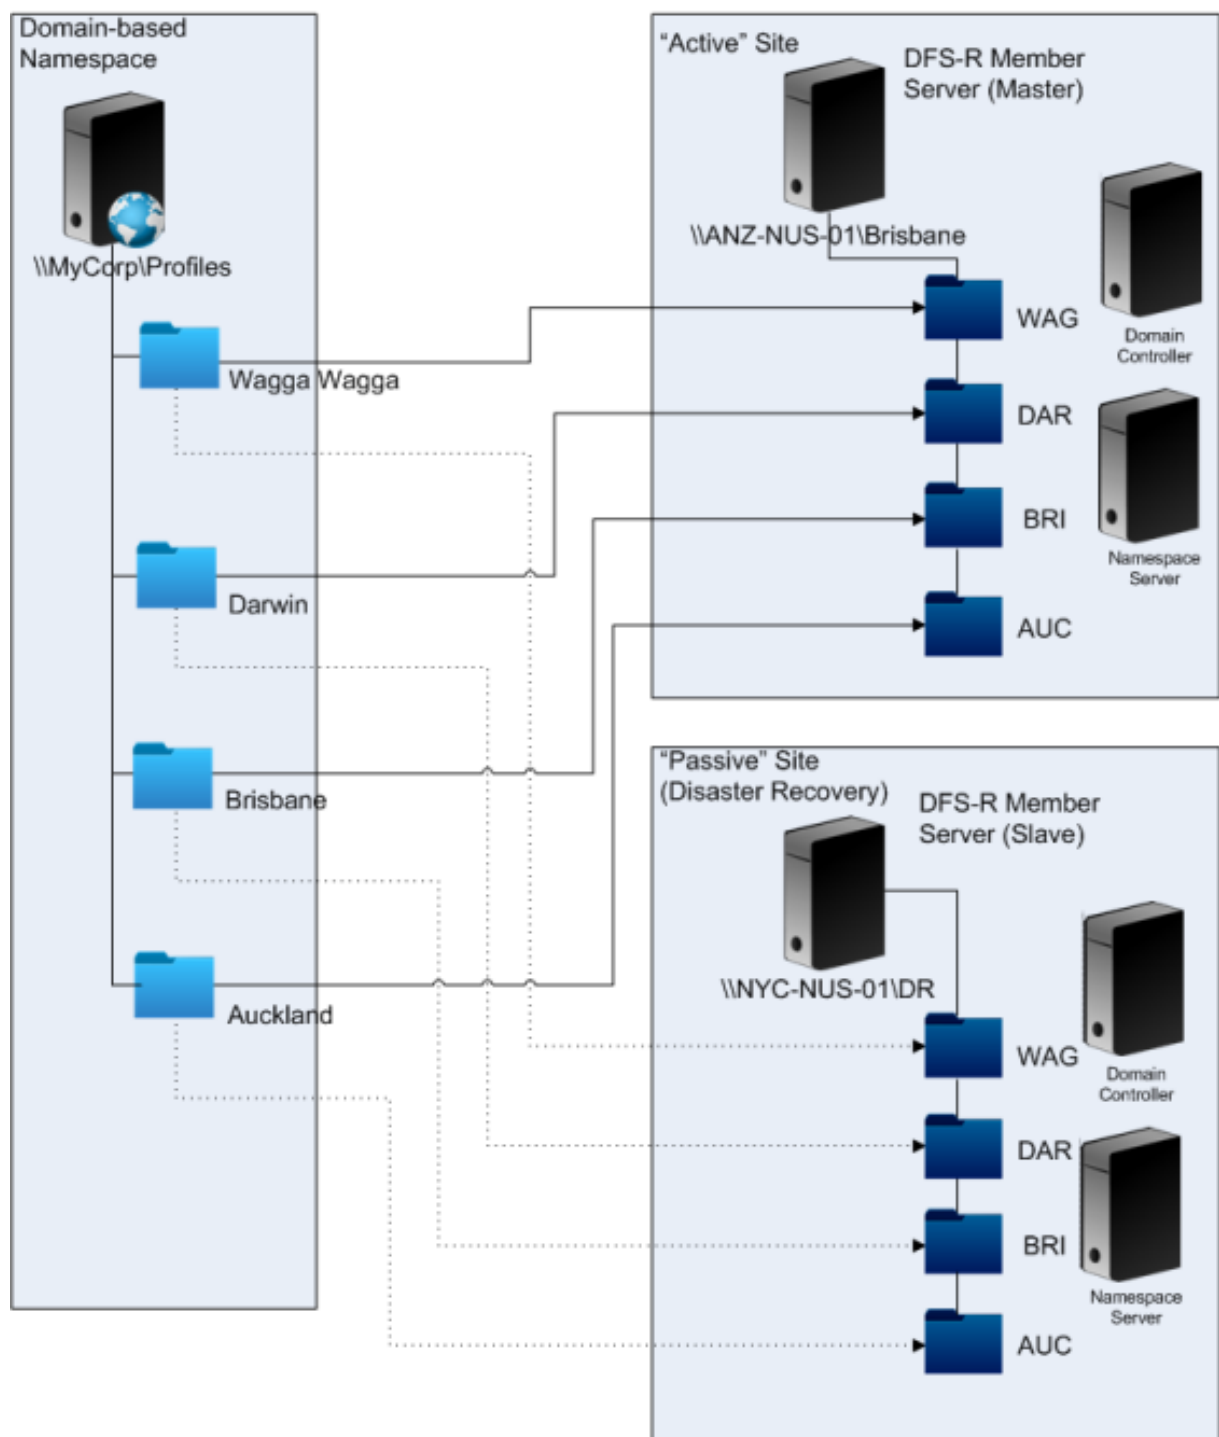 Domain-based
Namespace
\\MyCorp\Profiles
Wagga Wagga
Darwin
Brisbane
Auckland
“Active” Site
DFS-R Member
Server (Master)
\\ANZ-NUS-01\Brisbane
WAG
DAR
BRI
AUC
Domain
Controller
Namespace
Server
“Passive” Site
(Disaster Recovery)
DFS-R Member
Server (Slave)
\\NYC-NUS-01\DR
WAG
DAR
BRI
AUC
Domain
Controller
Namespace
Server